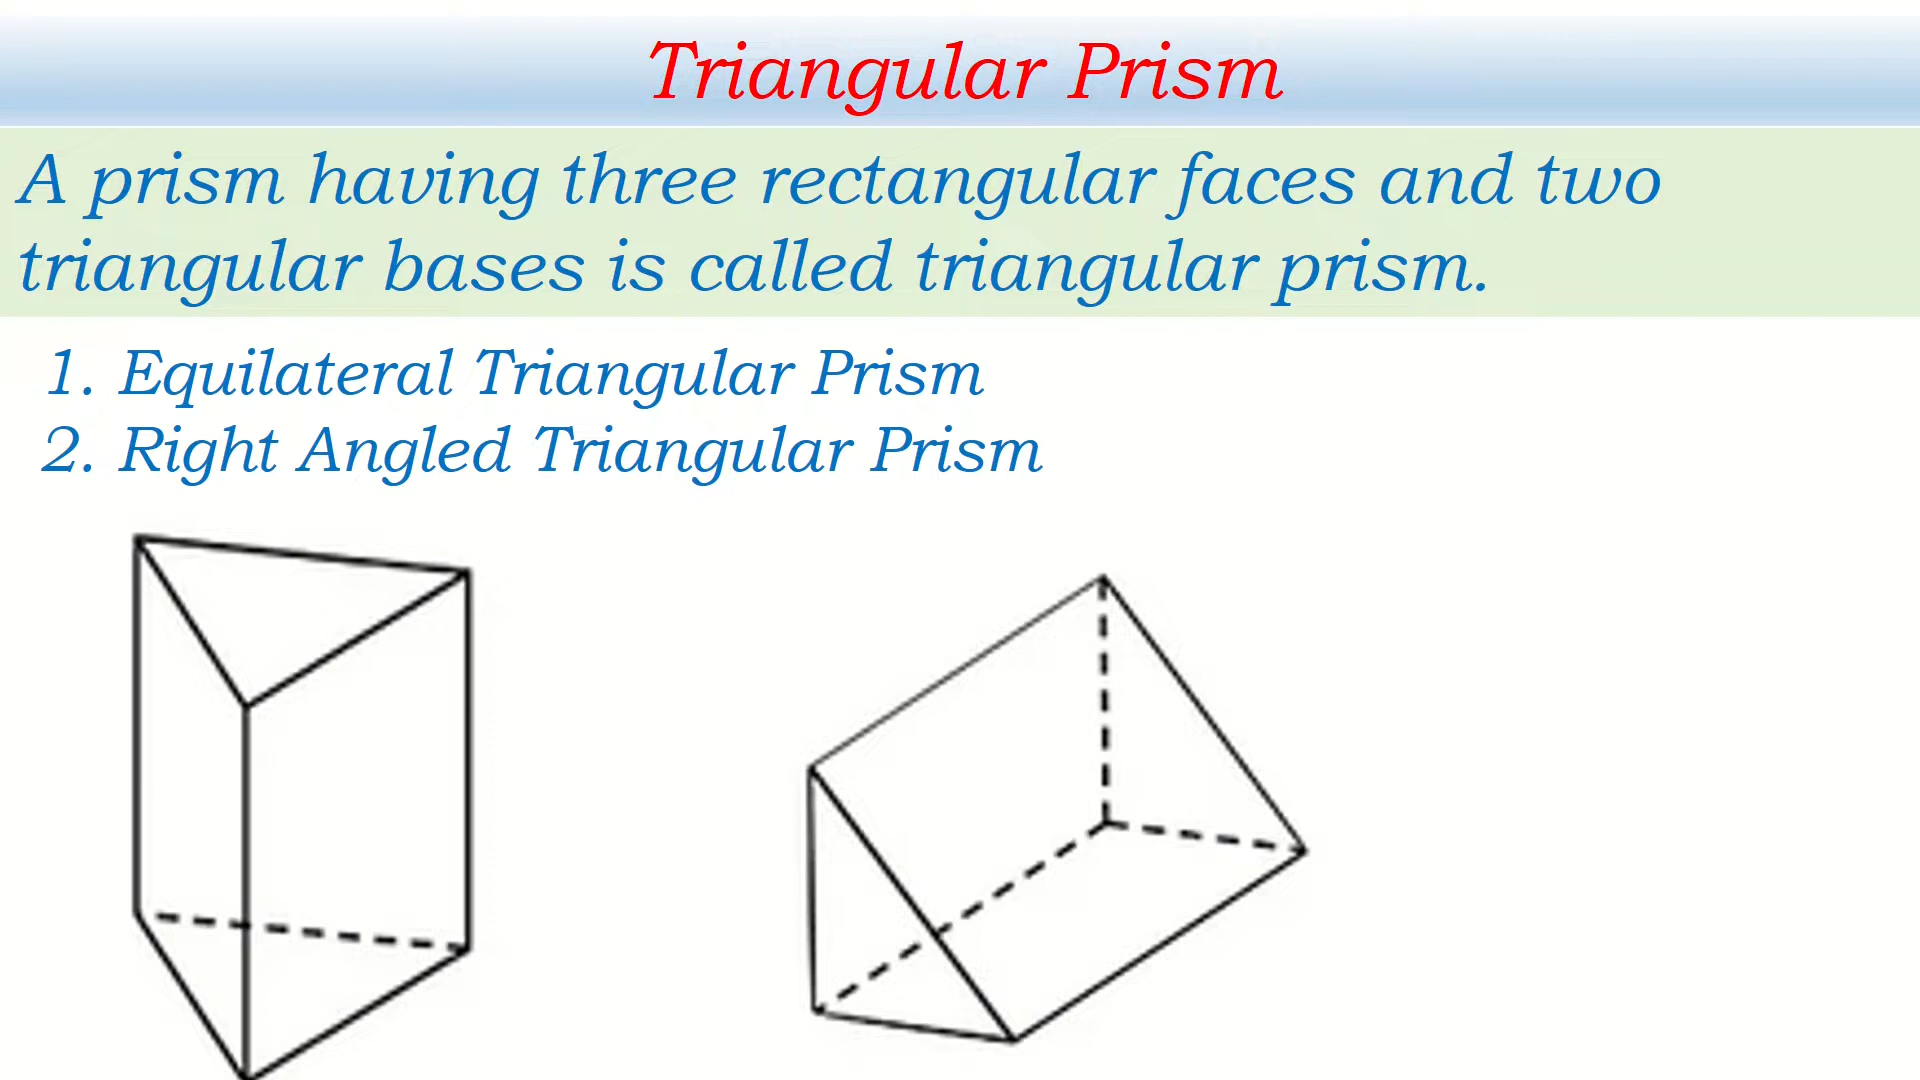 Triangular Prism
A prism having three rectangular faces and two
triangular bases is called triangular prism.
1. Equilateral Triangular Prism
2. Right Angled Triangular Prism